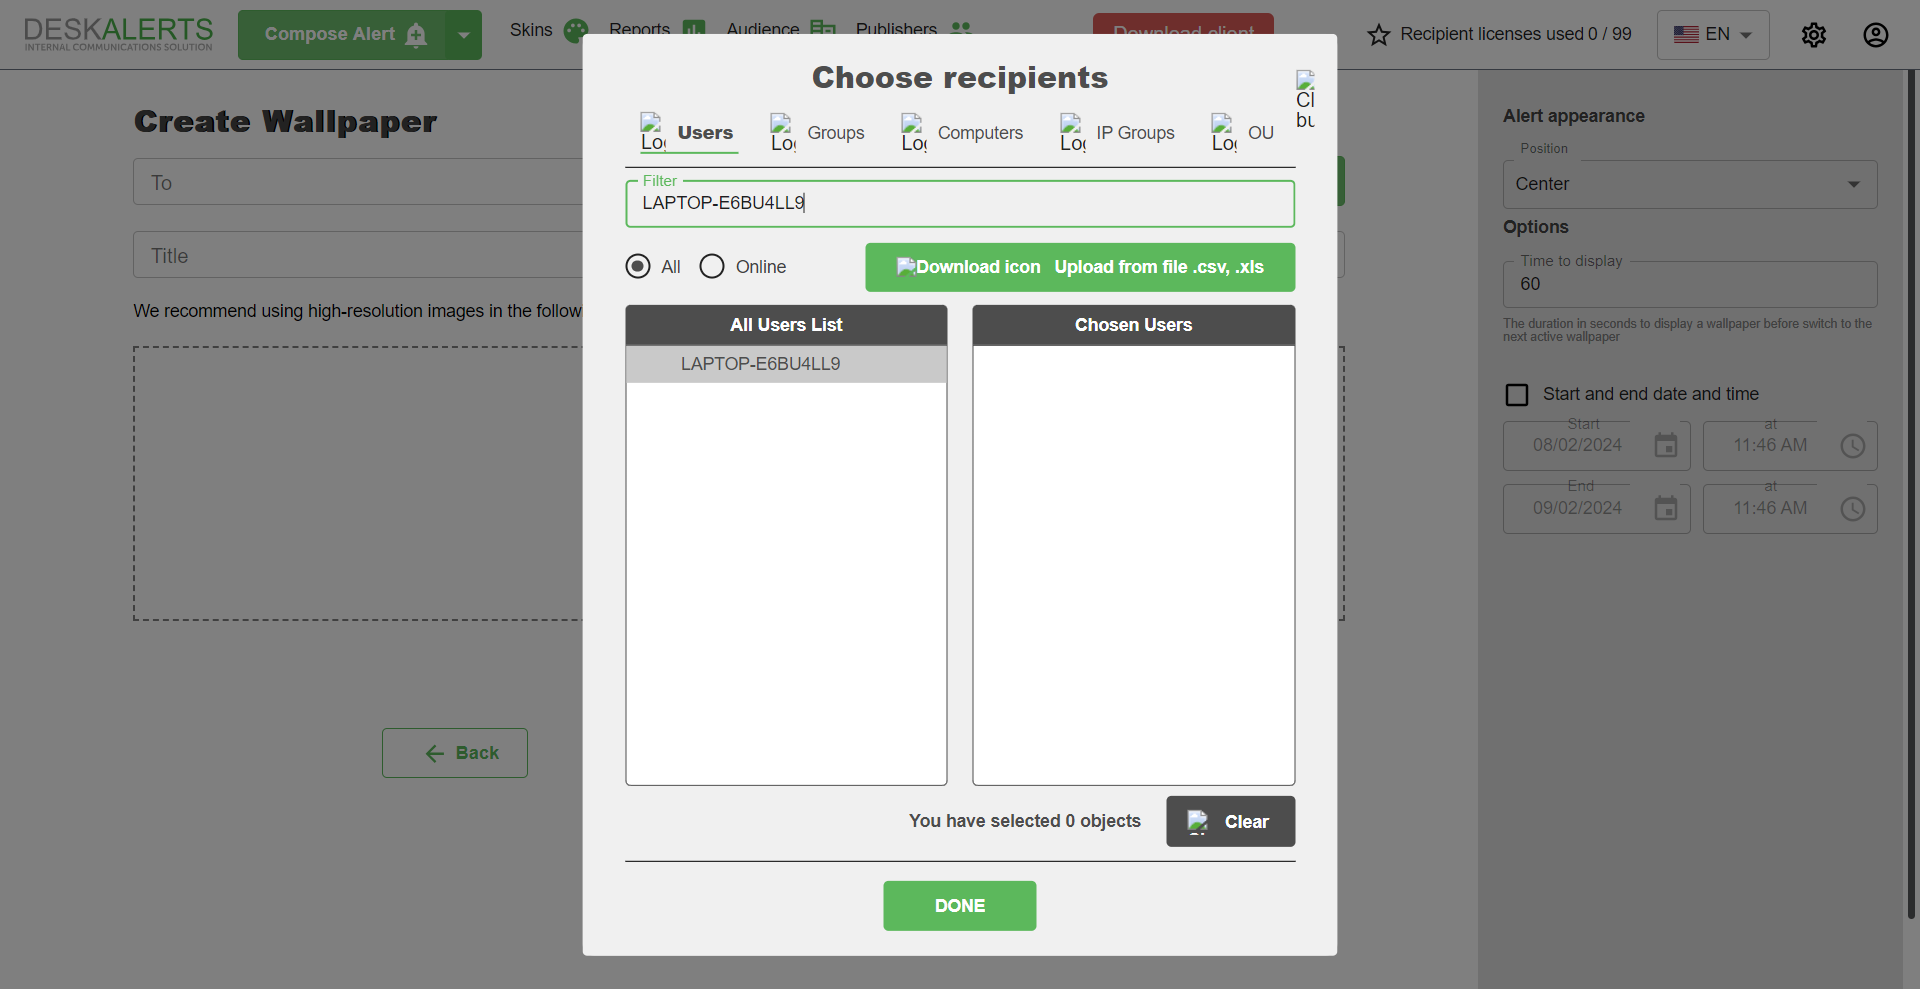 DESKALERTS
INTERNAL COMMUNICATIONS SOLUTION
Compose Alert
Skins
Reports
Audience
Publishers
Download client
Recipient licenses used 0 / 99
EN
Create Wallpaper
To
Title
We recommend using high-resolution images in the follow
Back
Choose recipients
Cl
bu
Log
Users
Log
Groups
Log
Computers
Log
IP Groups
Log
OU
Filter
LAPTOP-E6BU4LL9
All
Online
Download icon
Upload from file .csv, .xls
All Users List
Chosen Users
LAPTOP-E6BU4LL9
You have selected 0 objects
Clear
DONE
Alert appearance
Position
Center
Options
Time to display
60
The duration in seconds to display a wallpaper before switch to the
next active wallpaper
Start and end date and time
Start
08/02/2024
at
11:46 AM
End
09/02/2024
at
11:46 AM